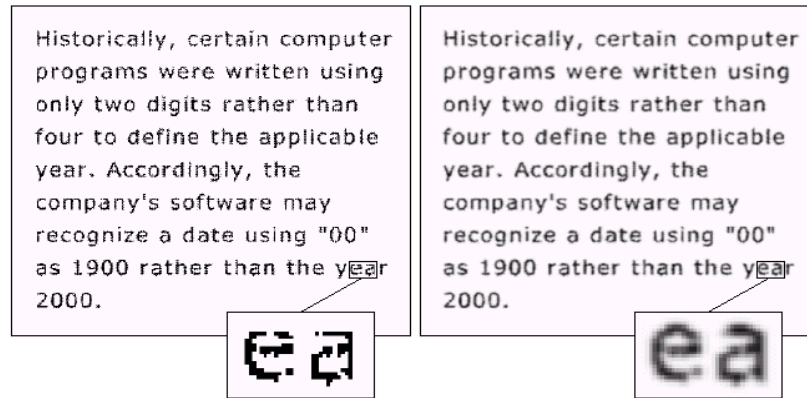 Historically, certain computer
programs were written using
only two digits rather than
four to define the applicable
year. Accordingly, the
company's software may
recognize a date using "00"
as 1900 rather than the year
2000.
ea
Historically, certain computer
programs were written using
only two digits rather than
four to define the applicable
year. Accordingly, the
company's software may
recognize a date using "00"
as 1900 rather than the year
2000.
ea